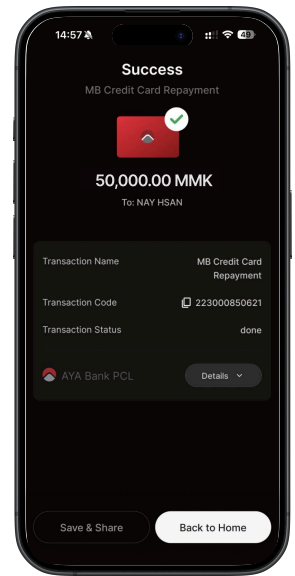 14:57
49
Success
MB Credit Card Repayment
50,000.00 MMK
To: NAY HSAN
Transaction Name
MB Credit Card
Repayment
Transaction Code
223000850621
Transaction Status
done
AYA Bank PCL
Details
Save & Share
Back to Home